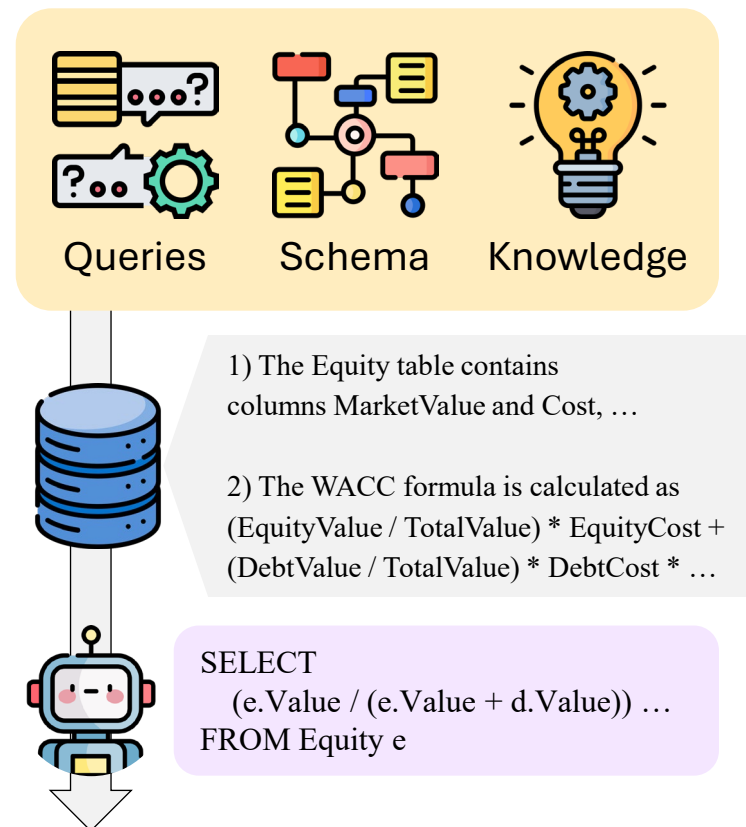 ...?
?..
Queries Schema Knowledge
1) The Equity table contains
columns MarketValue and Cost, …
2) The WACC formula is calculated as
(EquityValue / TotalValue) * EquityCost +
(DebtValue / TotalValue) * DebtCost * …
SELECT
(e.Value / (e.Value + d.Value)) …
FROM Equity e